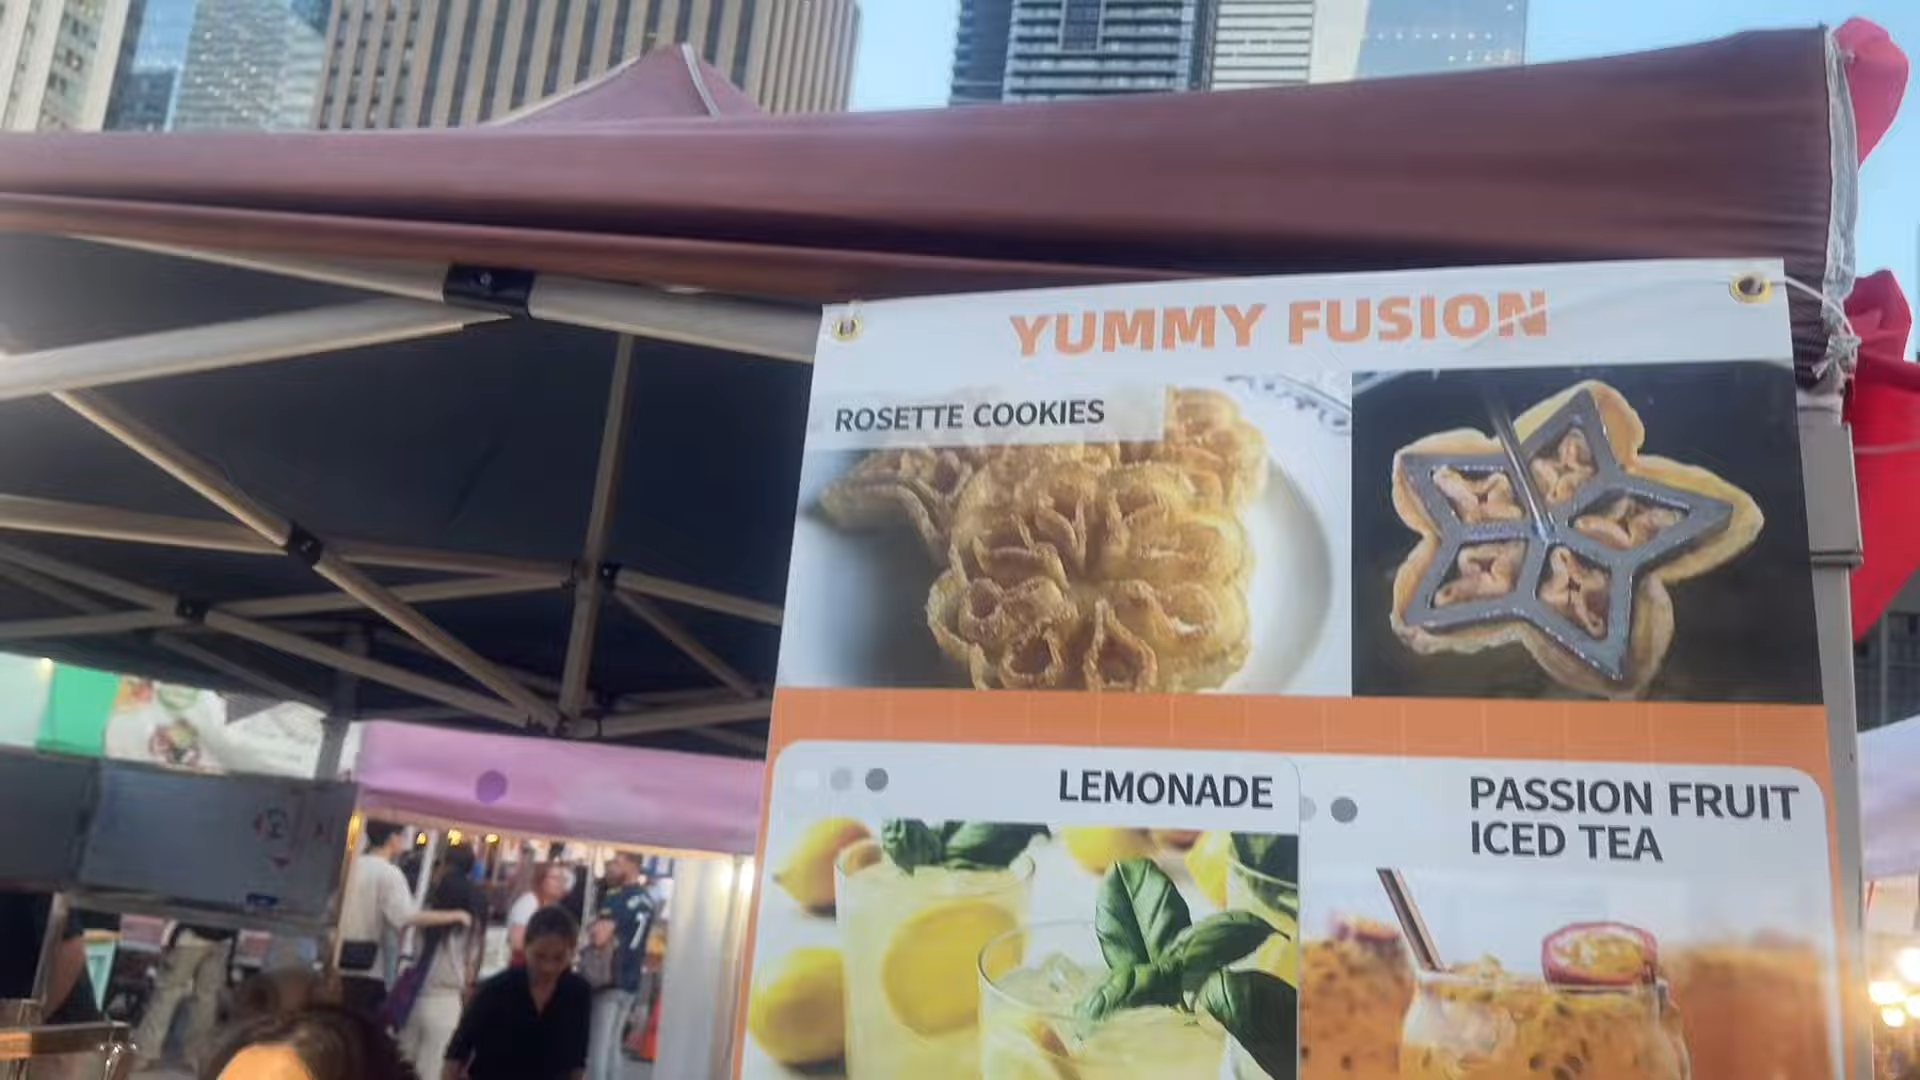 YUMMY FUSION
ROSETTE COOKIES
LEMONADE
PASSION FRUIT
ICED TEA